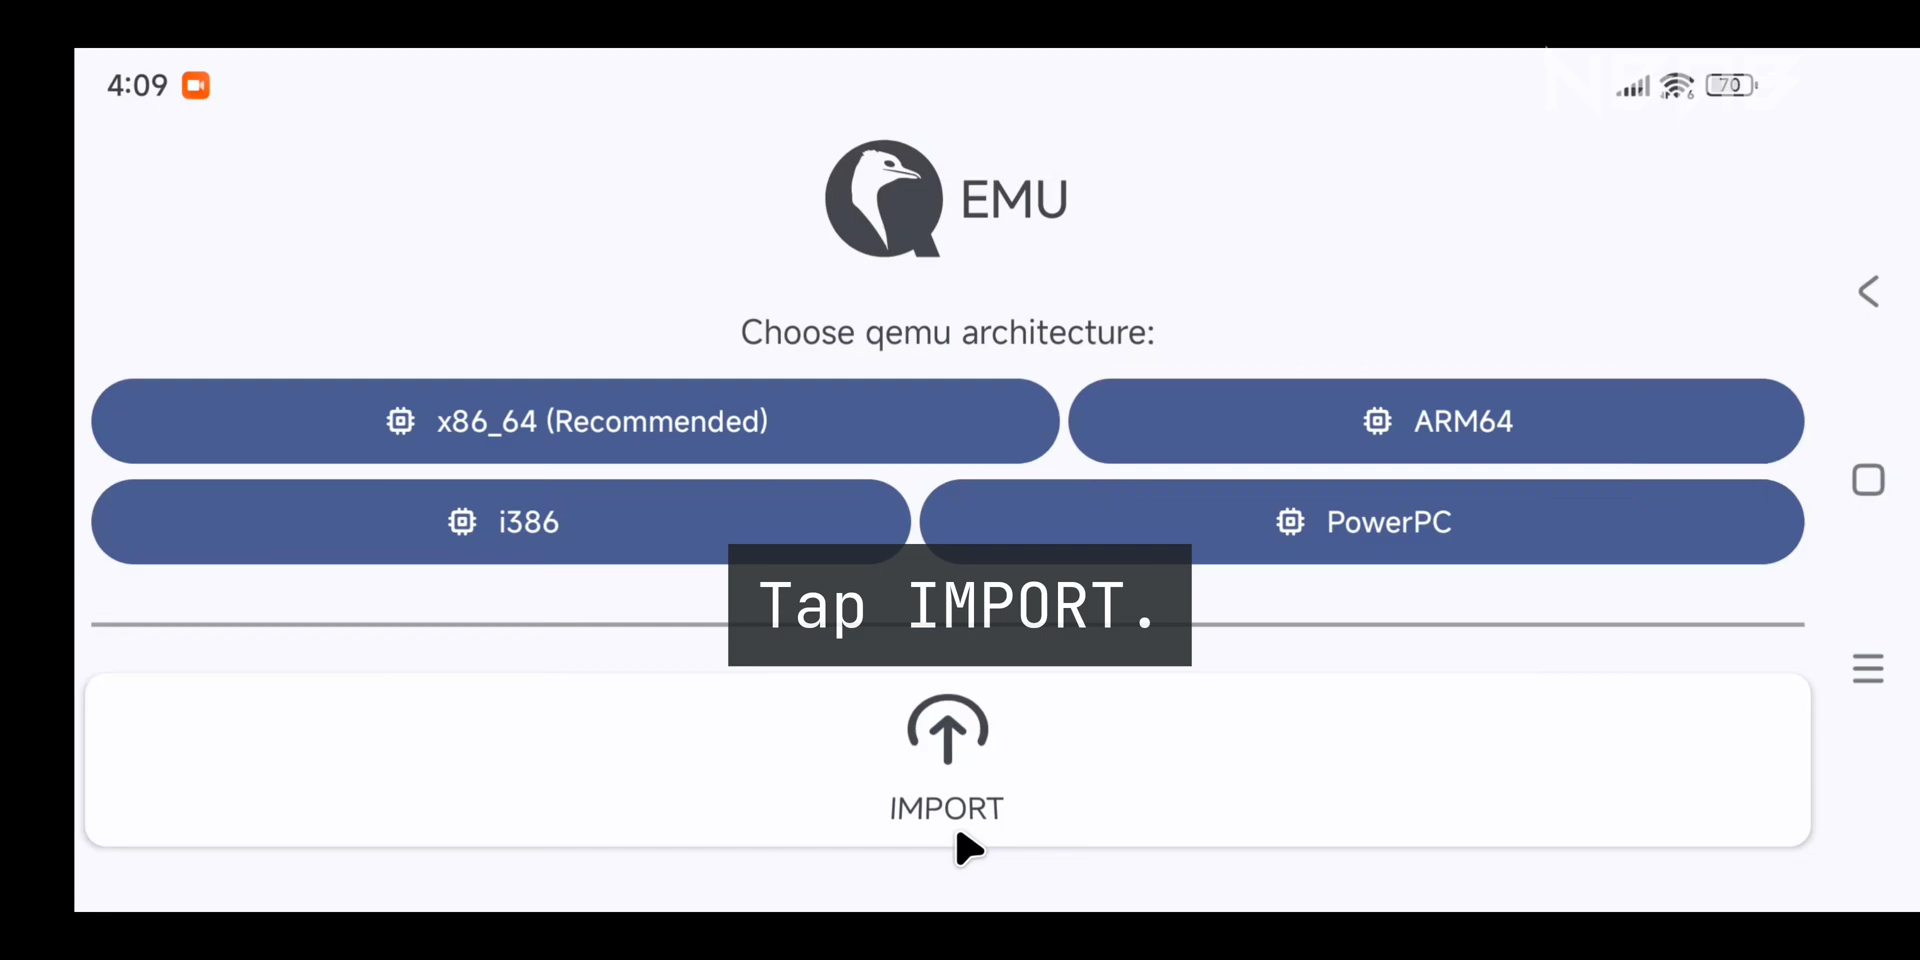 4:09
70
EMU
Choose qemu architecture:
x86_64 (Recommended)
ARM64
i386
PowerPC
Tap IMPORT.
IMPORT